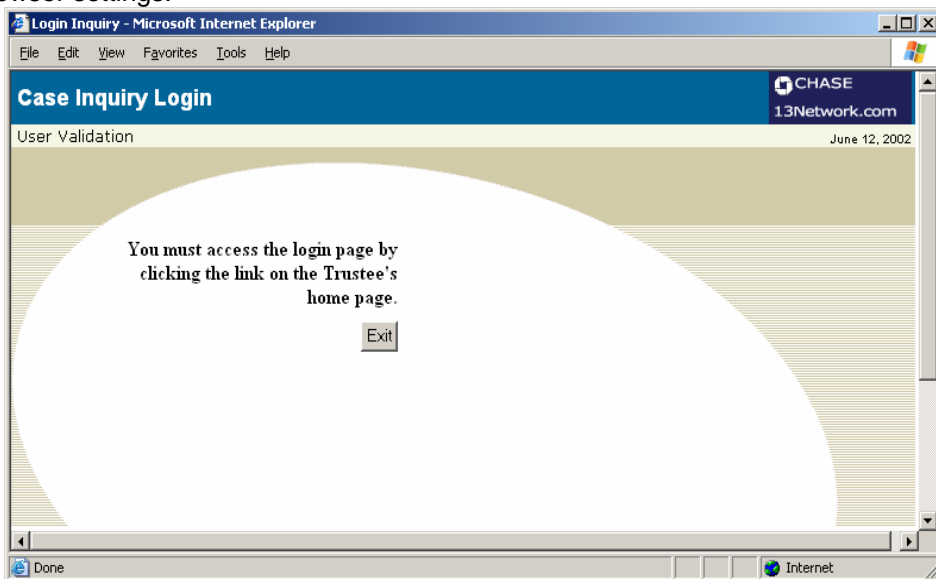 Login Inquiry - Microsoft Internet Explorer
File Edit View Favorites Tools Help
Case Inquiry Login
CHASE
13Network.com
User Validation
June 12, 2002
You must access the login page by
clicking the link on the Trustee's
home page.
Exit
Done
Internet